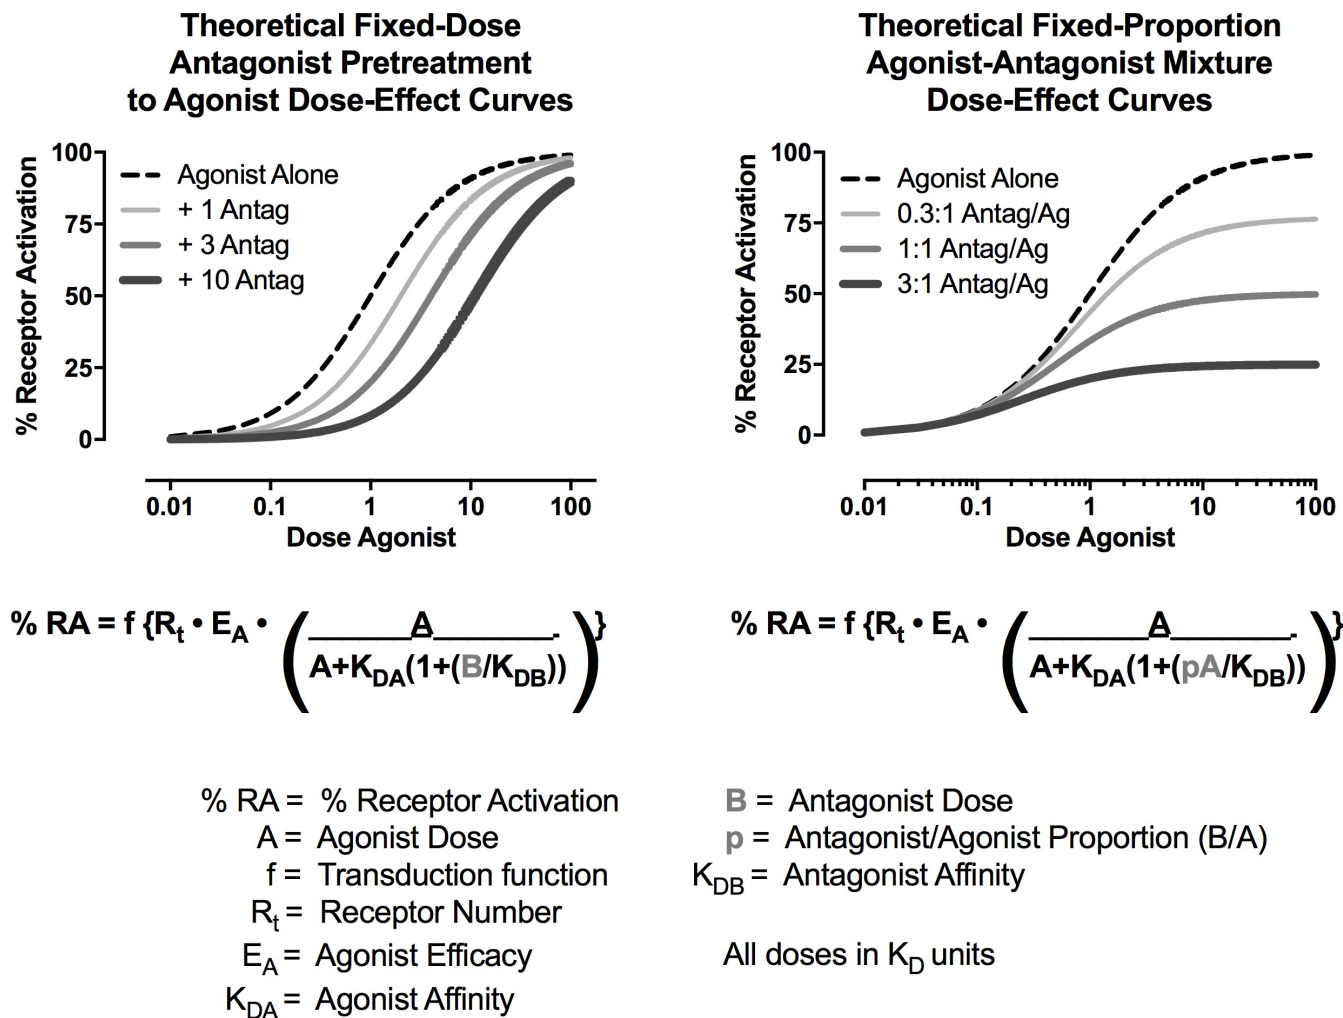 Theoretical Fixed-Dose
Antagonist Pretreatment
to Agonist Dose-Effect Curves
% Receptor Activation
100
75
50
25
0
Agonist Alone
+ 1 Antag
+ 3 Antag
+ 10 Antag
0.01 0.1 1 10 100
Dose Agonist
% RA = f {Rt • EA • ( A / A+KDA(1+(B/KDB)) )}
Theoretical Fixed-Proportion
Agonist-Antagonist Mixture
Dose-Effect Curves
% Receptor Activation
100
75
50
25
0
Agonist Alone
0.3:1 Antag/Ag
1:1 Antag/Ag
3:1 Antag/Ag
0.01 0.1 1 10 100
Dose Agonist
% RA = f {Rt • EA • ( A / A+KDA(1+(pA/KDB)) )}
% RA = % Receptor Activation
A = Agonist Dose
f = Transduction function
Rt = Receptor Number
EA = Agonist Efficacy
KDA = Agonist Affinity
B = Antagonist Dose
p = Antagonist/Agonist Proportion (B/A)
KDB = Antagonist Affinity
All doses in KD units